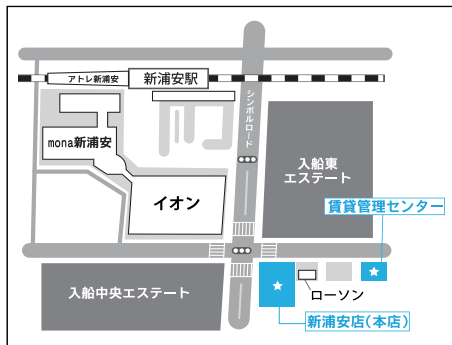 アトレ新浦安
新浦安駅
シンボルロード
mona新浦安
イオン
入船東
エステート
賃貸管理センター
入船中央エステート
ローソン
新浦安店(本店)